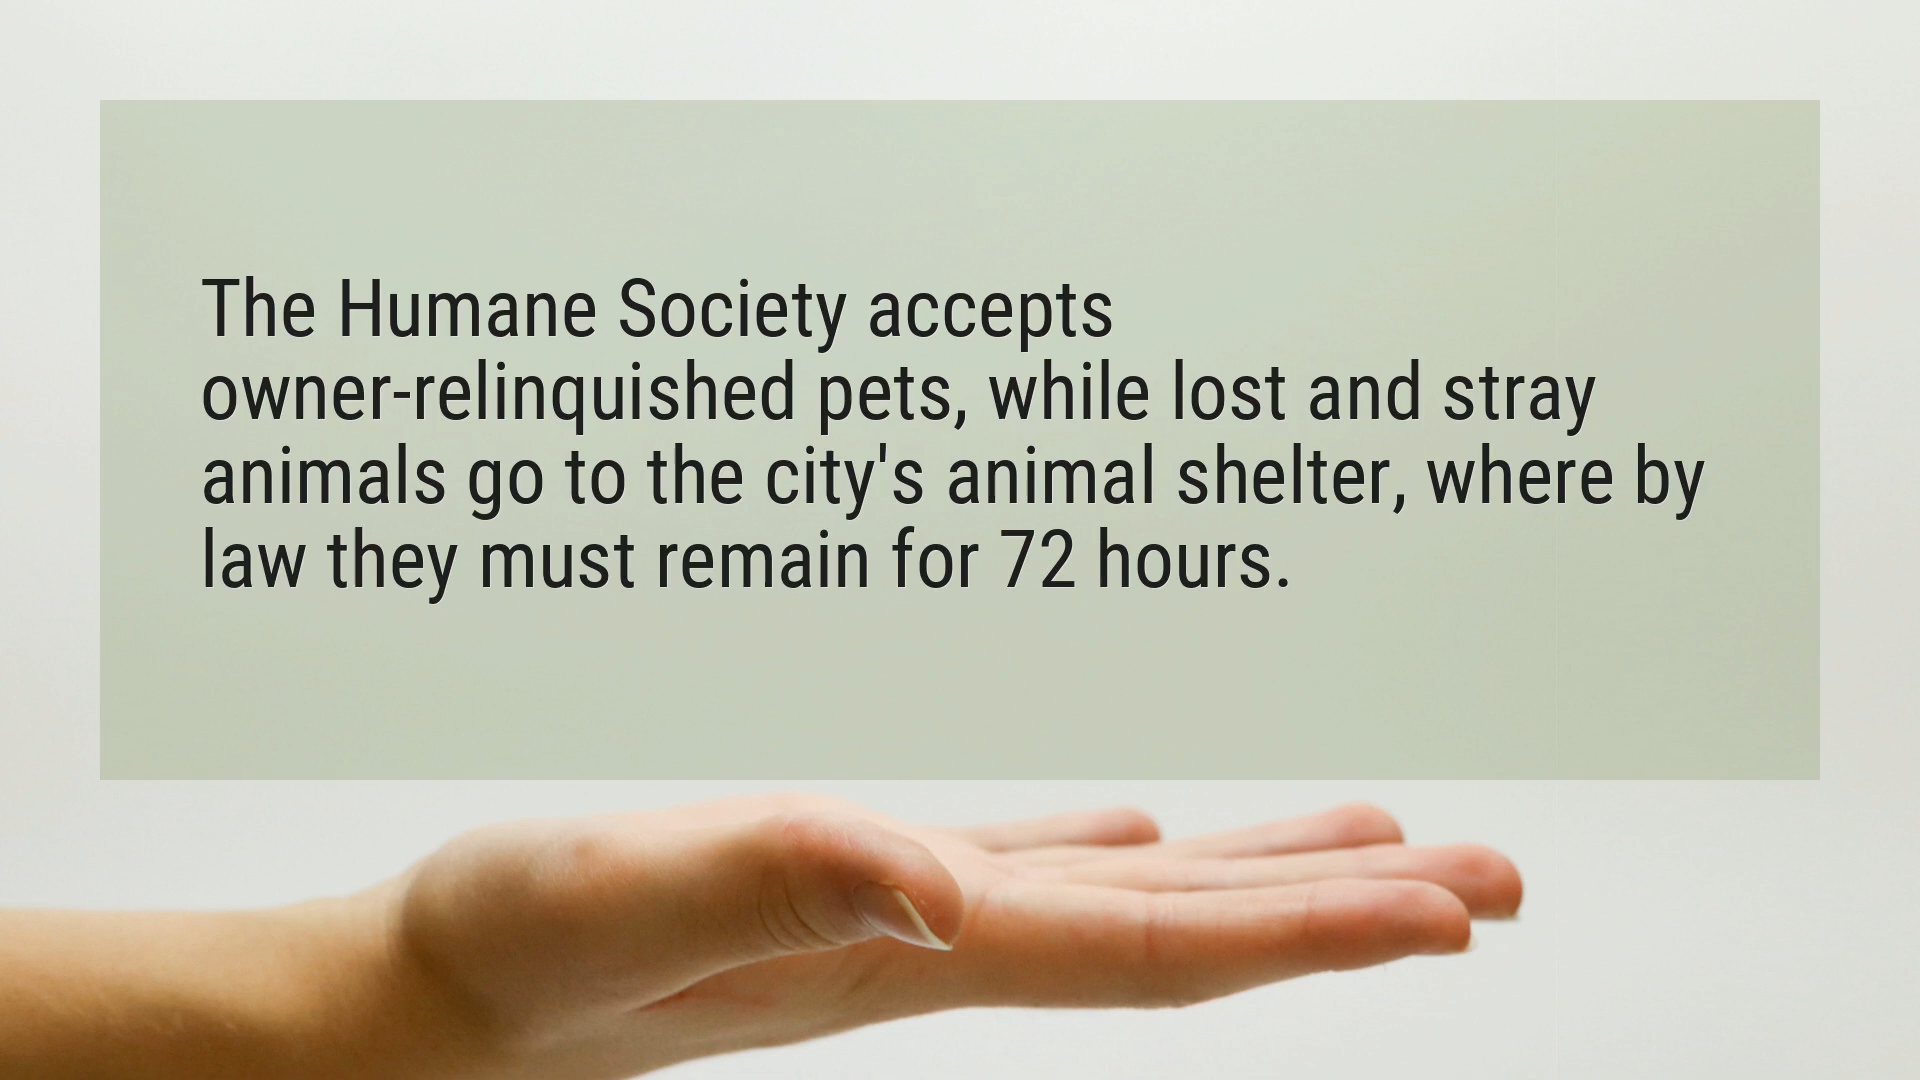 The Humane Society accepts
owner-relinquished pets, while lost and stray
animals go to the city's animal shelter, where by
law they must remain for 72 hours.